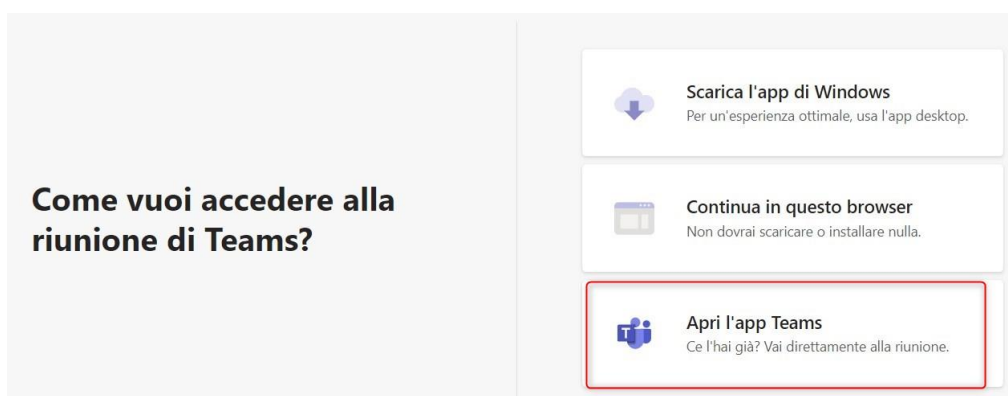 Come vuoi accedere alla
riunione di Teams?
Scarica l'app di Windows
Per un'esperienza ottimale, usa l'app desktop.
Continua in questo browser
Non dovrai scaricare o installare nulla.
Apri l'app Teams
Ce l'hai già? Vai direttamente alla riunione.